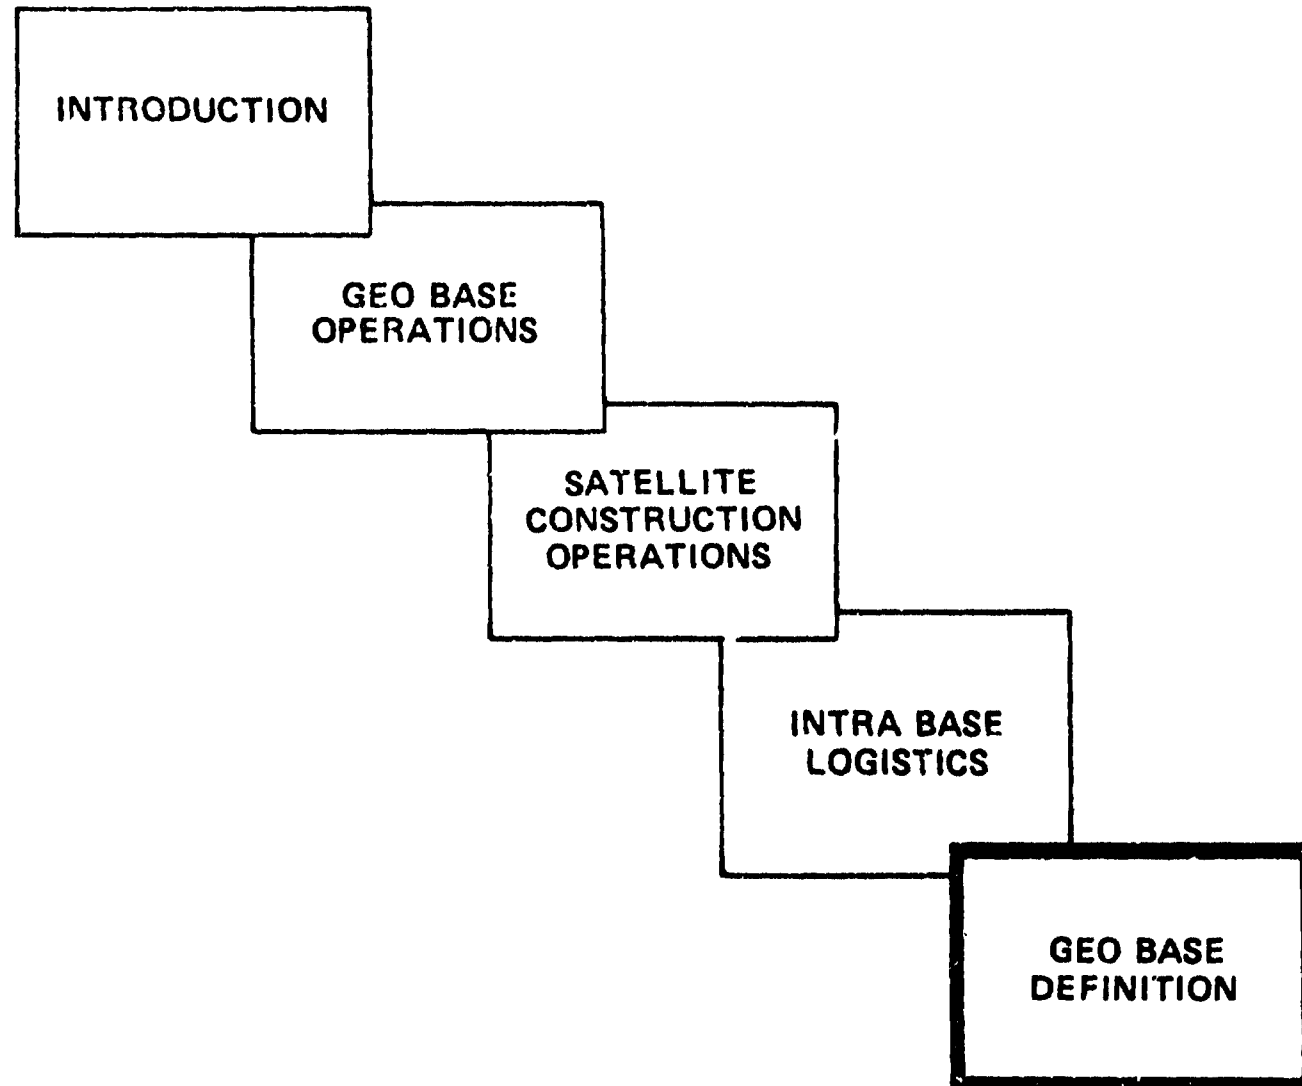 INTRODUCTION
GEO BASE
OPERATIONS
SATELLITE
CONSTRUCTION
OPERATIONS
INTRA BASE
LOGISTICS
GEO BASE
DEFINITION